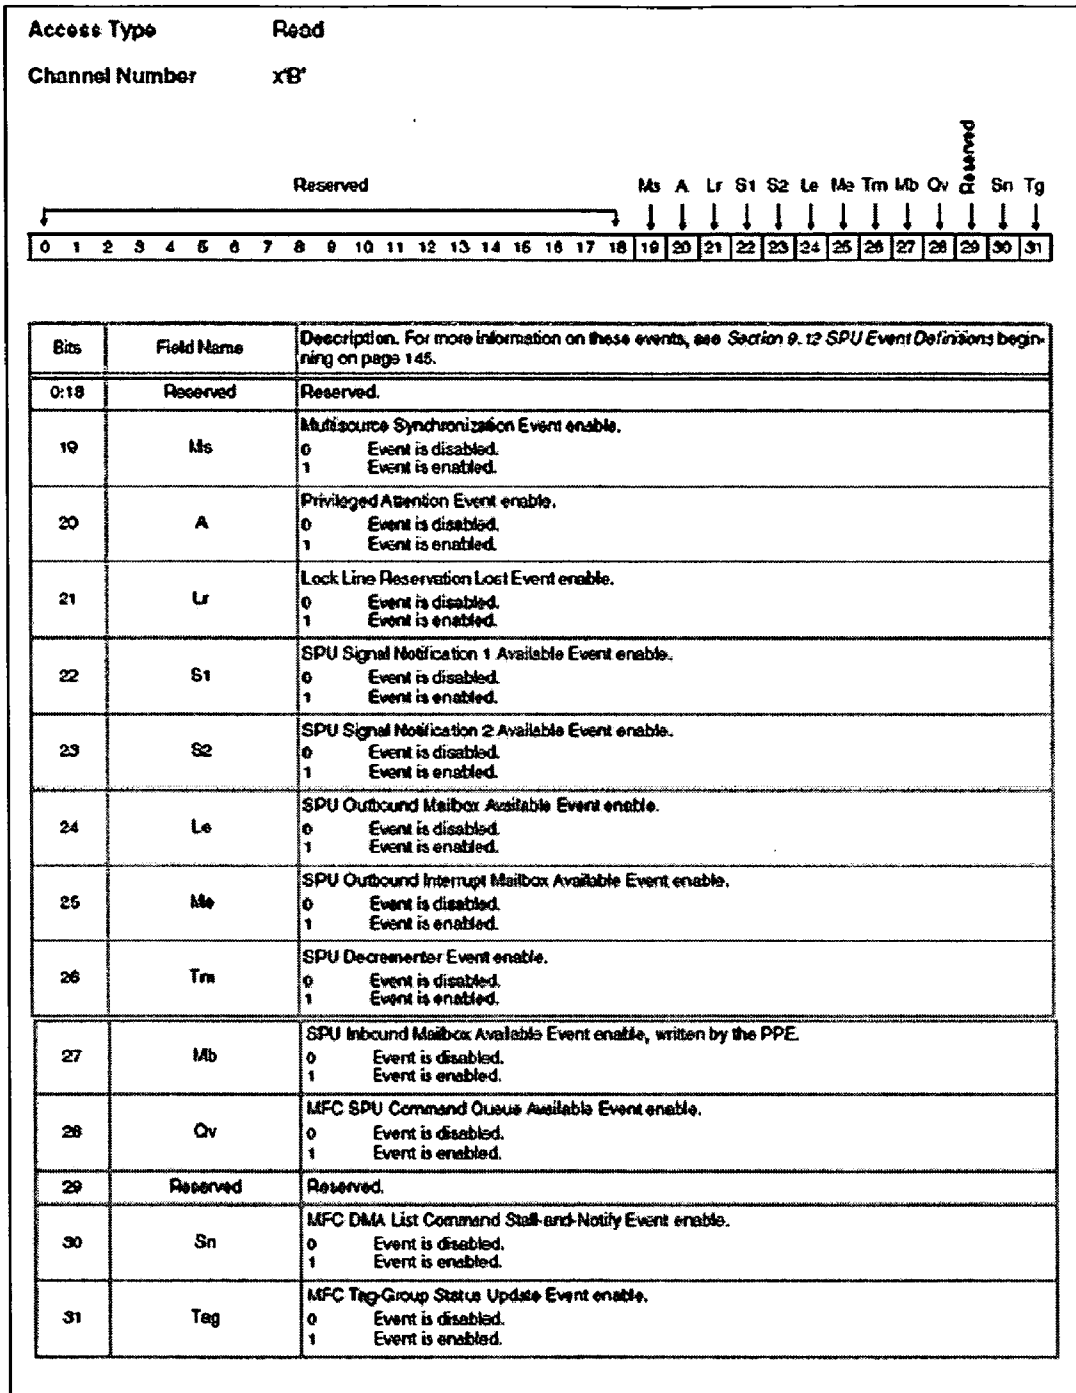 Access Type Read
Channel Number x'B'
Reserved Ms A Lr S1 S2 Le Me Tm Mb Qv Reserved Sn Tg
0 1 2 3 4 5 6 7 8 9 10 11 12 13 14 15 16 17 18 19 20 21 22 23 24 25 26 27 28 29 30 31
Bits Field Name Description. For more information on these events, see Section 9.12 SPU Event Definitions begin-
ning on page 145.
0:18 Reserved Reserved.
Multisource Synchronization Event enable.
19 Ms 0 Event is disabled.
1 Event is enabled.
Privileged Attention Event enable.
20 A 0 Event is disabled.
1 Event is enabled.
Lock Line Reservation Lost Event enable.
21 Lr 0 Event is disabled.
1 Event is enabled.
SPU Signal Notification 1 Available Event enable.
22 S1 0 Event is disabled.
1 Event is enabled.
SPU Signal Notification 2 Available Event enable.
23 S2 0 Event is disabled.
1 Event is enabled.
SPU Outbound Mailbox Available Event enable.
24 Le 0 Event is disabled.
1 Event is enabled.
SPU Outbound Interrupt Mailbox Available Event enable.
25 Me 0 Event is disabled.
1 Event is enabled.
SPU Decrementer Event enable.
26 Tm 0 Event is disabled.
1 Event is enabled.
SPU Inbound Mailbox Available Event enable, written by the PPE.
27 Mb 0 Event is disabled.
1 Event is enabled.
MFC SPU Command Queue Available Event enable.
28 Qv 0 Event is disabled.
1 Event is enabled.
29 Reserved Reserved.
MFC DMA List Command Stall-and-Notify Event enable.
30 Sn 0 Event is disabled.
1 Event is enabled.
MFC Tag-Group Status Update Event enable.
31 Tag 0 Event is disabled.
1 Event is enabled.